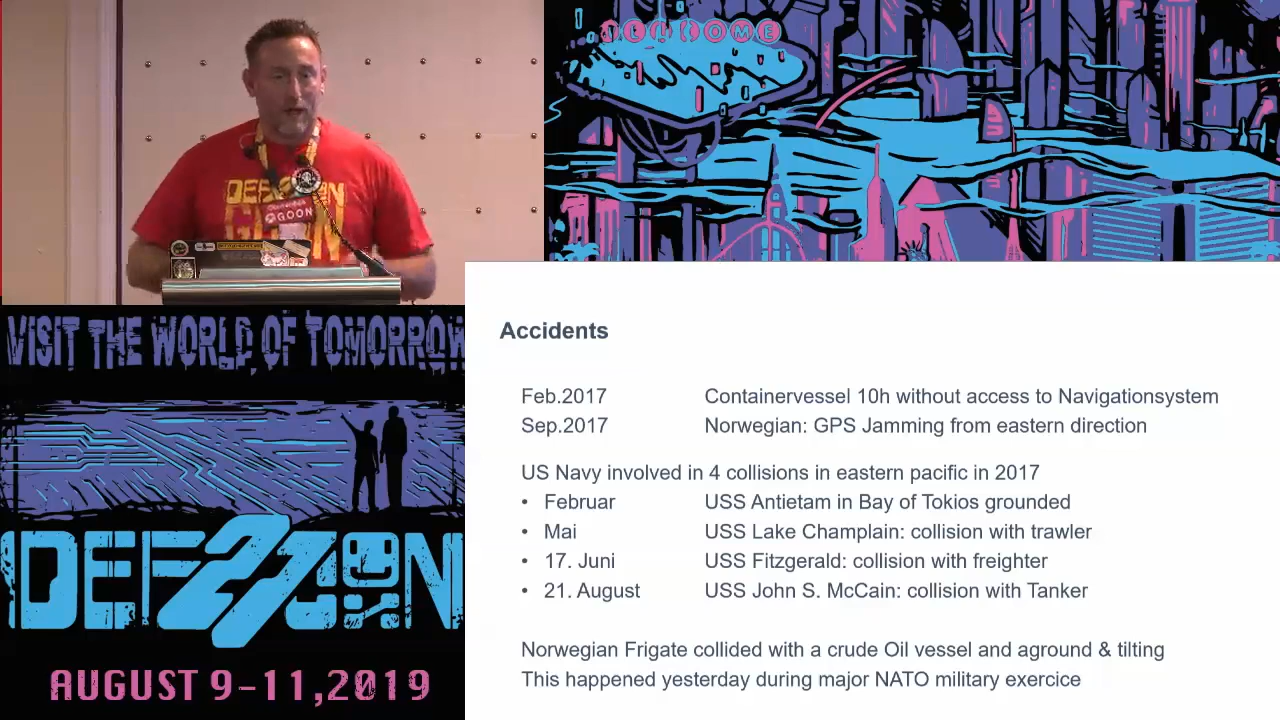 WELCOME
DEFCON
GOON
GOON
VISIT THE WORLD OF TOMORROW
DEF 27 CON
AUGUST 9-11,2019
Accidents
Feb.2017 Containervessel 10h without access to Navigationsystem
Sep.2017 Norwegian: GPS Jamming from eastern direction
US Navy involved in 4 collisions in eastern pacific in 2017
• Februar USS Antietam in Bay of Tokios grounded
• Mai USS Lake Champlain: collision with trawler
• 17. Juni USS Fitzgerald: collision with freighter
• 21. August USS John S. McCain: collision with Tanker
Norwegian Frigate collided with a crude Oil vessel and aground & tilting
This happened yesterday during major NATO military exercice